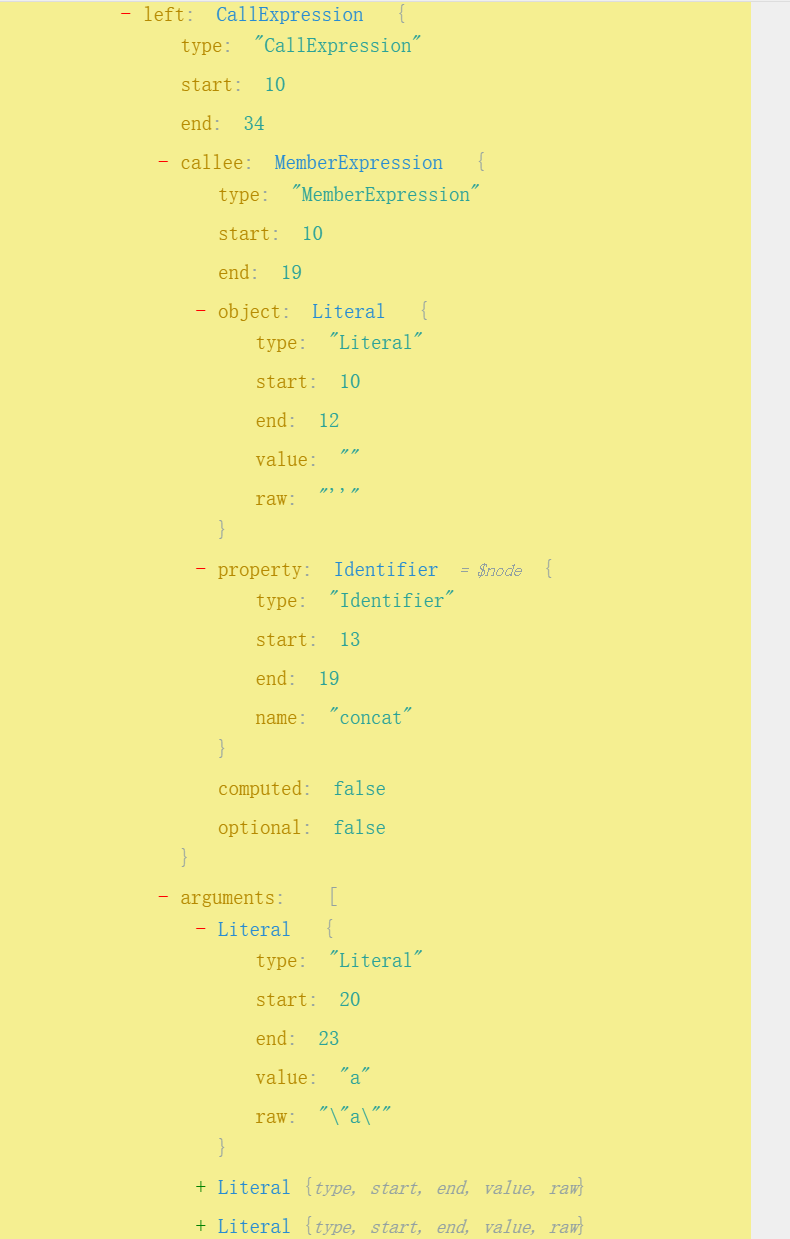 - left: CallExpression {
type: "CallExpression"
start: 10
end: 34
- callee: MemberExpression {
type: "MemberExpression"
start: 10
end: 19
- object: Literal {
type: "Literal"
start: 10
end: 12
value: ""
raw: "''"
}
- property: Identifier = $node {
type: "Identifier"
start: 13
end: 19
name: "concat"
}
computed: false
optional: false
}
- arguments: [
- Literal {
type: "Literal"
start: 20
end: 23
value: "a"
raw: "\"a\""
}
+ Literal {type, start, end, value, raw}
+ Literal {type, start, end, value, raw}